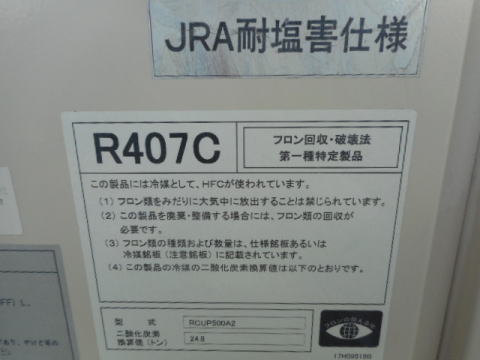 JRA耐塩害仕様
R407C
フロン回収・破壊法
第一種特定製品
この製品には冷媒として、HFCが使われています。
(1) フロン類をみだりに大気中に放出することは禁じられています。
(2) この製品を廃棄・整備する場合には、フロン類の回収が
必要です。
(3) フロン類の種類および数量は、仕様銘板あるいは
冷媒銘板(注意銘板)に記載されています。
(4) この製品の冷媒の二酸化炭素換算値は以下のとおりです。
型式 RCUP500A2
二酸化炭素
換算値(トン) 24.8